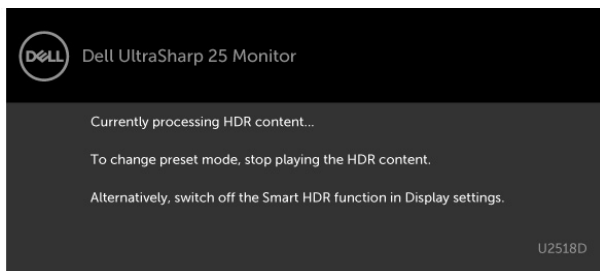 DELL
Dell UltraSharp 25 Monitor
Currently processing HDR content...
To change preset mode, stop playing the HDR content.
Alternatively, switch off the Smart HDR function in Display settings.
U2518D